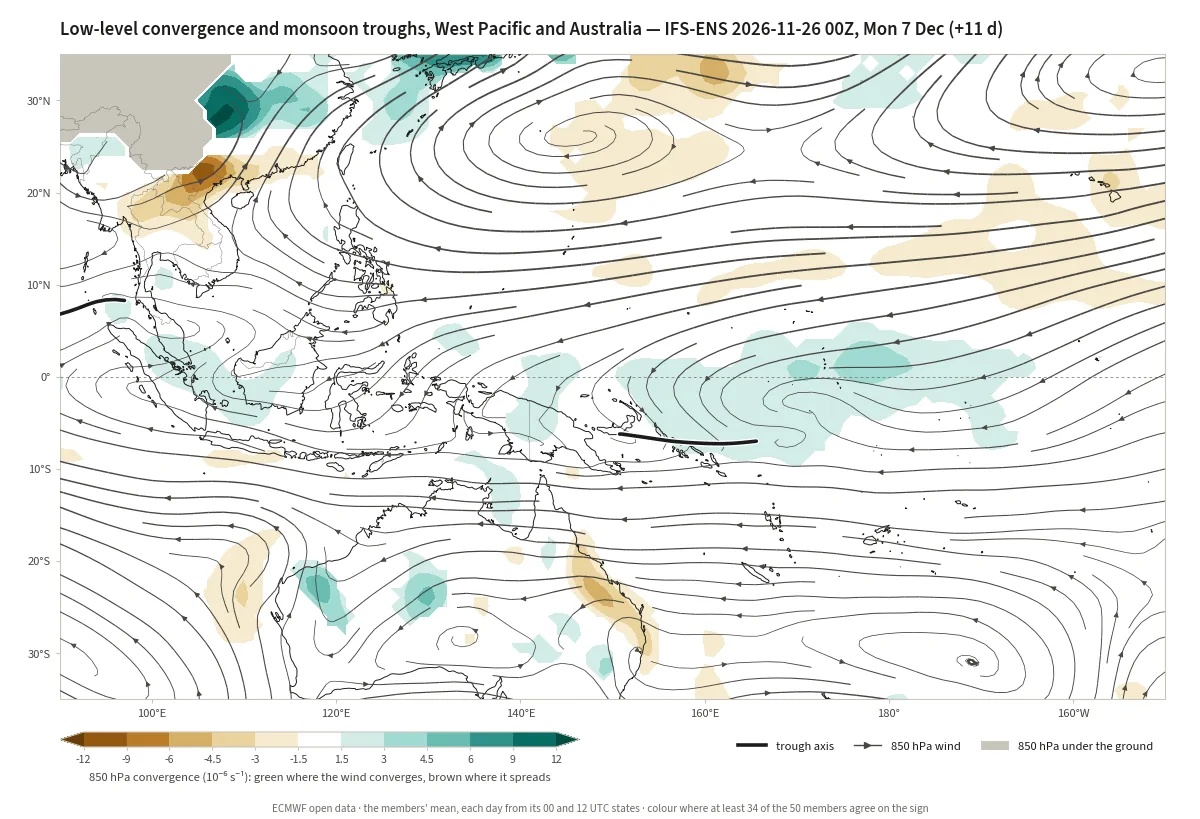 Low-level convergence and monsoon troughs, West Pacific and Australia — IFS-ENS 2026-11-26 00Z, Mon 7 Dec (+11 d)
30°N
20°N
10°N
0°
10°S
20°S
30°S
100°E 120°E 140°E 160°E 180° 160°W
-12 -9 -6 -4.5 -3 -1.5 1.5 3 4.5 6 9 12
850 hPa convergence (10⁻⁶ s⁻¹): green where the wind converges, brown where it spreads
trough axis 850 hPa wind 850 hPa under the ground
ECMWF open data · the members' mean, each day from its 00 and 12 UTC states · colour where at least 34 of the 50 members agree on the sign